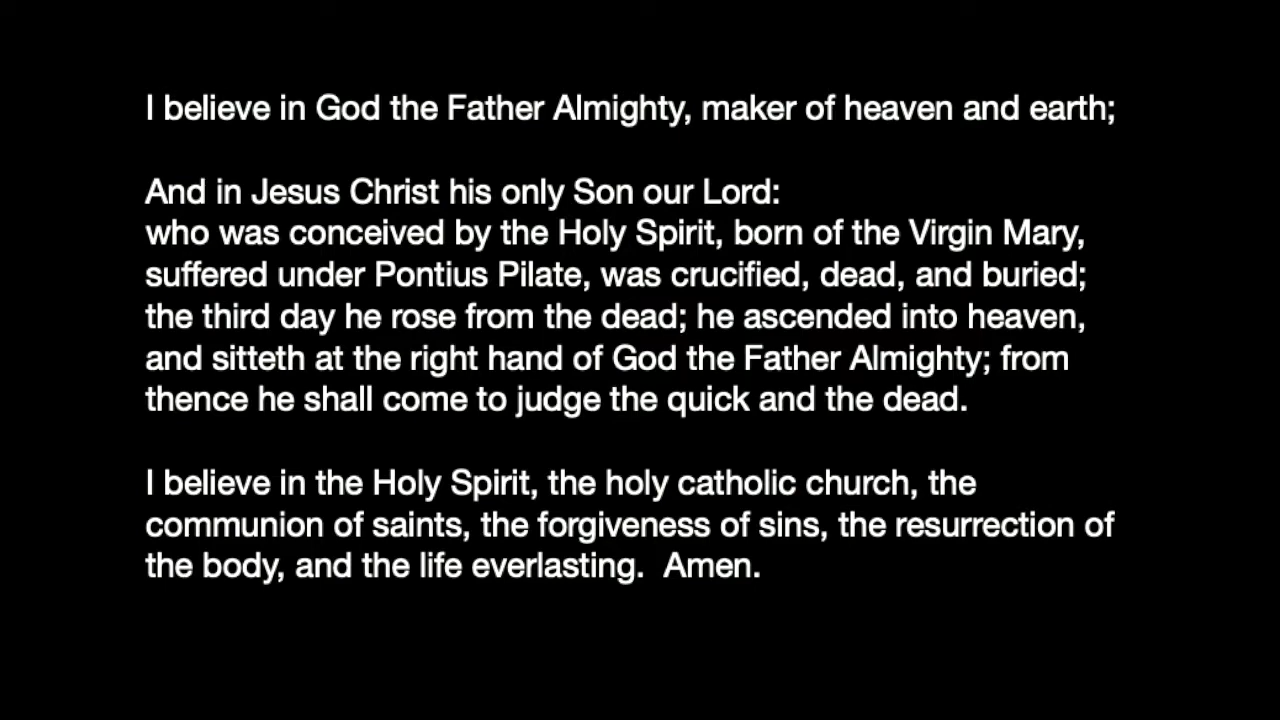 I believe in God the Father Almighty, maker of heaven and earth;
And in Jesus Christ his only Son our Lord:
who was conceived by the Holy Spirit, born of the Virgin Mary,
suffered under Pontius Pilate, was crucified, dead, and buried;
the third day he rose from the dead; he ascended into heaven,
and sitteth at the right hand of God the Father Almighty; from
thence he shall come to judge the quick and the dead.
I believe in the Holy Spirit, the holy catholic church, the
communion of saints, the forgiveness of sins, the resurrection of
the body, and the life everlasting.  Amen.